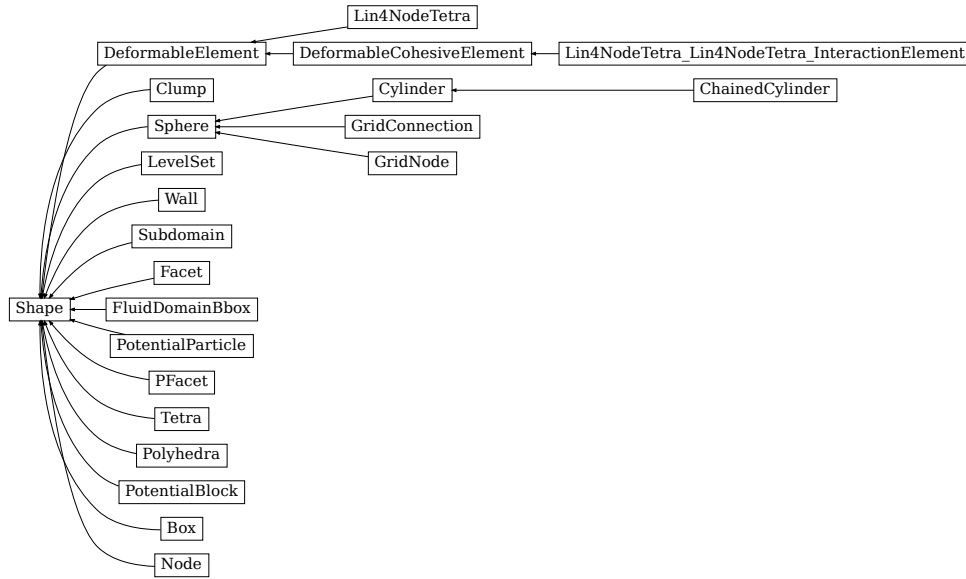 Lin4NodeTetra
DeformableElement DeformableCohesiveElement Lin4NodeTetra_Lin4NodeTetra_InteractionElement
Clump Cylinder ChainedCylinder
Sphere GridConnection
LevelSet GridNode
Wall
Subdomain
Facet
Shape FluidDomainBbox
PotentialParticle
PFacet
Tetra
Polyhedra
PotentialBlock
Box
Node